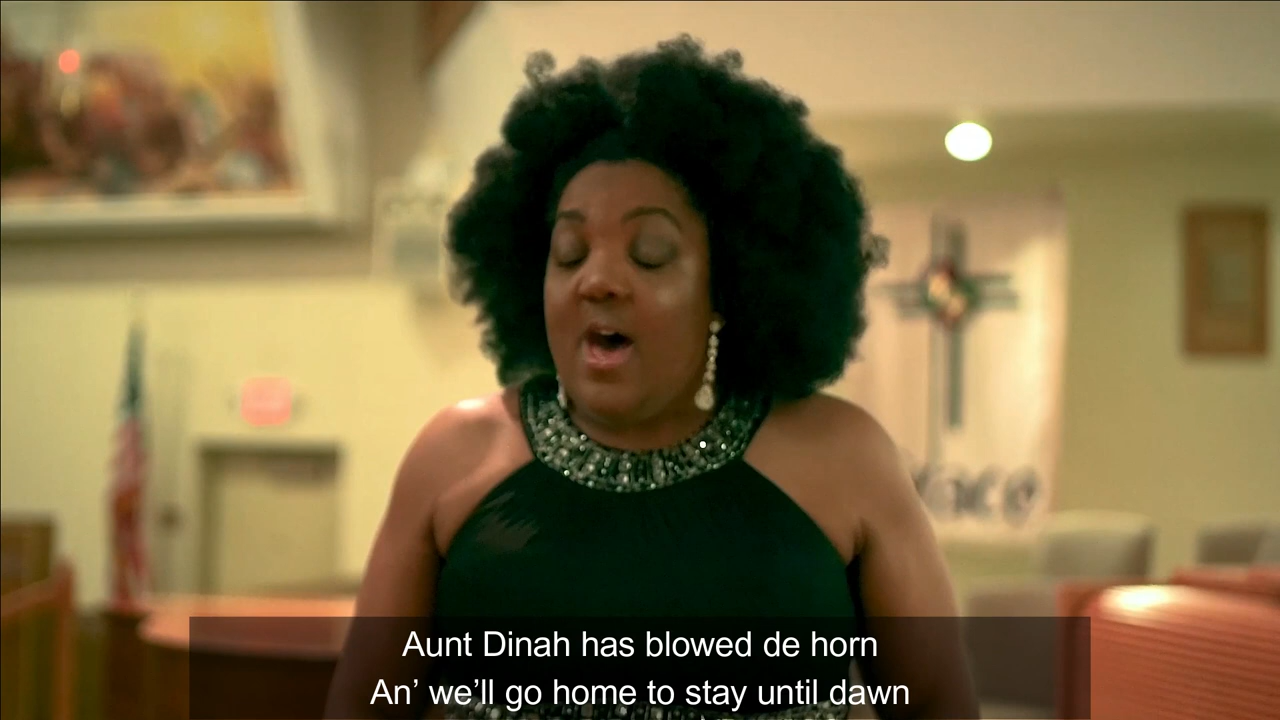 Aunt Dinah has blowed de horn
An’ we’ll go home to stay until dawn